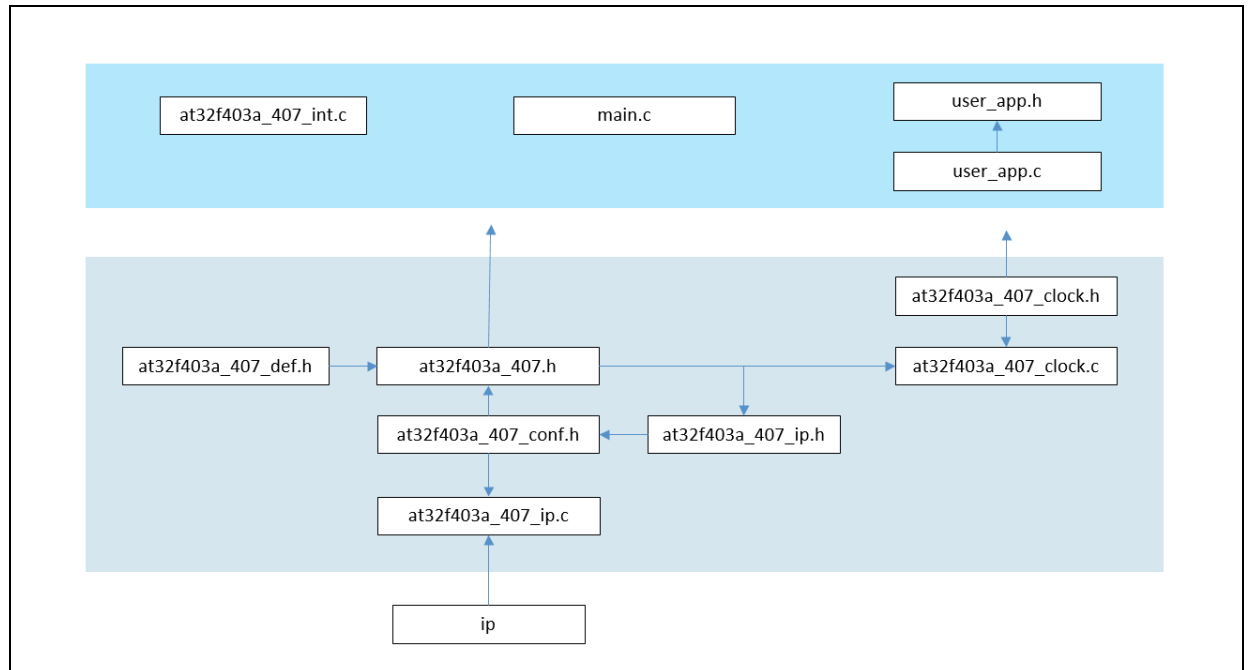 at32f403a_407_int.c
main.c
user_app.h
user_app.c
at32f403a_407_clock.h
at32f403a_407_def.h
at32f403a_407.h
at32f403a_407_clock.c
at32f403a_407_conf.h
at32f403a_407_ip.h
at32f403a_407_ip.c
ip